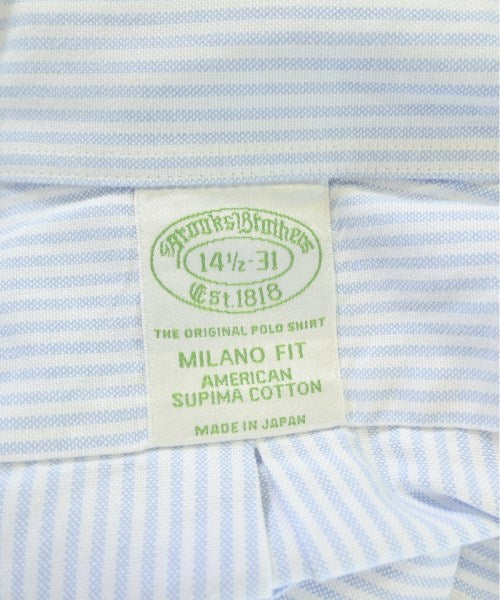 Brooks Brothers
14½-31
Est. 1818
THE ORIGINAL POLO SHIRT
MILANO FIT
AMERICAN
SUPIMA COTTON
MADE IN JAPAN